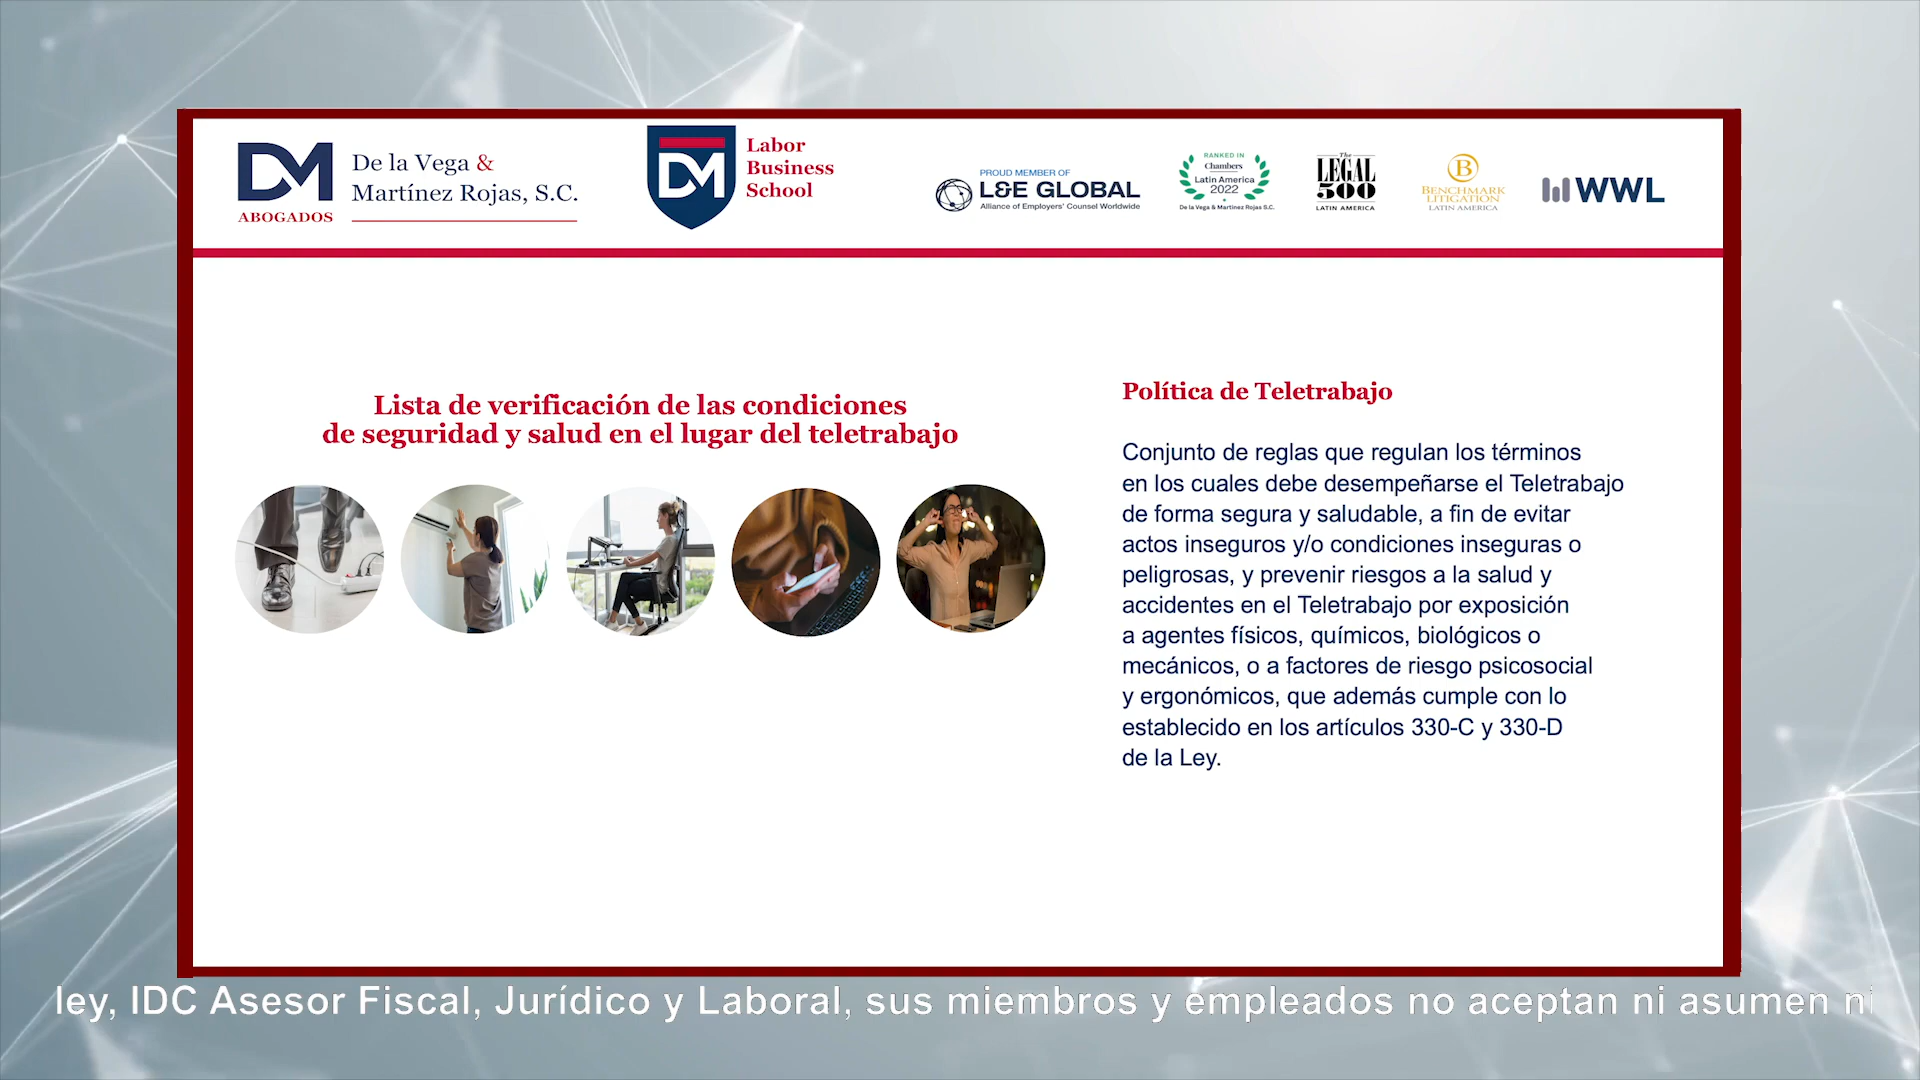 DM
ABOGADOS
De la Vega &
Martínez Rojas, S.C.
DM
Labor
Business
School
PROUD MEMBER OF
L&E GLOBAL
Alliance of Employers' Counsel Worldwide
RANKED IN
Chambers
Latin America
2022
De la Vega & Martínez Rojas S.C.
The
LEGAL
500
LATIN AMERICA
B
BENCHMARK
LITIGATION
LATIN AMERICA
WWL
Lista de verificación de las condiciones
de seguridad y salud en el lugar del teletrabajo
Política de Teletrabajo
Conjunto de reglas que regulan los términos
en los cuales debe desempeñarse el Teletrabajo
de forma segura y saludable, a fin de evitar
actos inseguros y/o condiciones inseguras o
peligrosas, y prevenir riesgos a la salud y
accidentes en el Teletrabajo por exposición
a agentes físicos, químicos, biológicos o
mecánicos, o a factores de riesgo psicosocial
y ergonómicos, que además cumple con lo
establecido en los artículos 330-C y 330-D
de la Ley.
ley, IDC Asesor Fiscal, Jurídico y Laboral, sus miembros y empleados no aceptan ni asumen ni